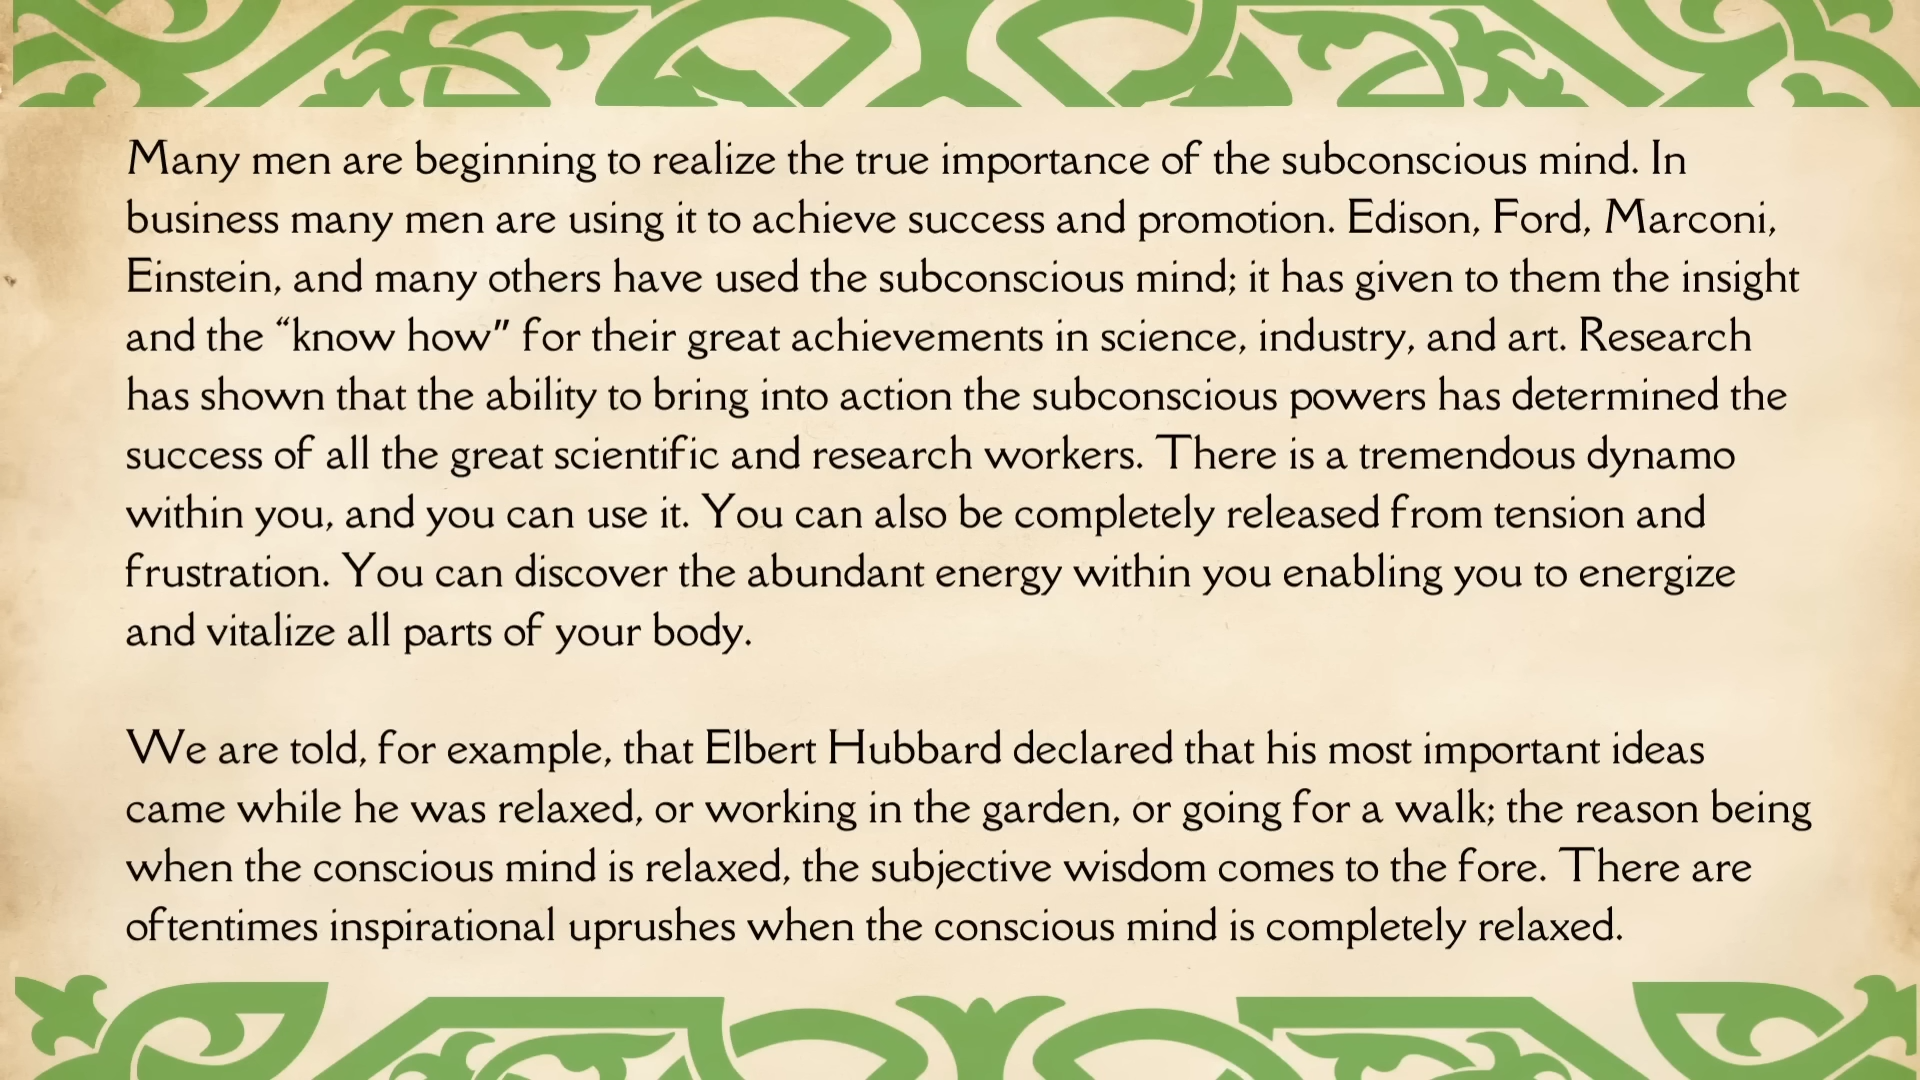 Many men are beginning to realize the true importance of the subconscious mind. In
business many men are using it to achieve success and promotion. Edison, Ford, Marconi,
Einstein, and many others have used the subconscious mind; it has given to them the insight
and the “know how” for their great achievements in science, industry, and art. Research
has shown that the ability to bring into action the subconscious powers has determined the
success of all the great scientific and research workers. There is a tremendous dynamo
within you, and you can use it. You can also be completely released from tension and
frustration. You can discover the abundant energy within you enabling you to energize
and vitalize all parts of your body.
We are told, for example, that Elbert Hubbard declared that his most important ideas
came while he was relaxed, or working in the garden, or going for a walk; the reason being
when the conscious mind is relaxed, the subjective wisdom comes to the fore. There are
oftentimes inspirational uprushes when the conscious mind is completely relaxed.